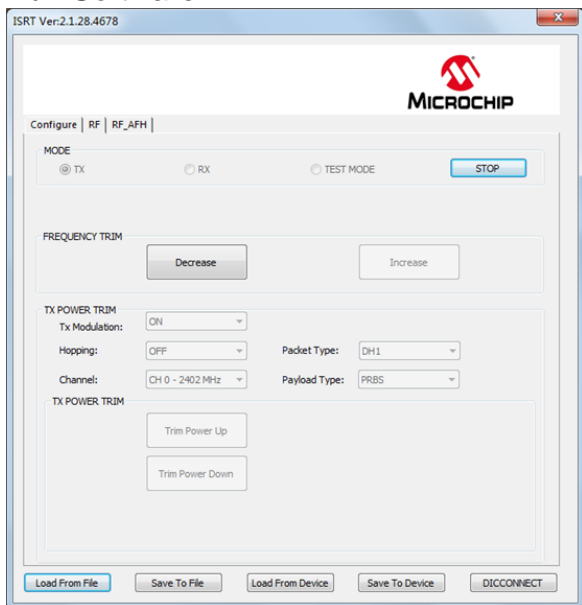 ISRT Ver:2.1.28.4678
MICROCHIP
Configure RF RF_AFH
MODE
TX RX TEST MODE STOP
FREQUENCY TRIM
Decrease Increase
TX POWER TRIM
Tx Modulation: ON
Hopping: OFF Packet Type: DH1
Channel: CH 0 - 2402 MHz Payload Type: PRBS
TX POWER TRIM
Trim Power Up
Trim Power Down
Load From File Save To File Load From Device Save To Device DICCONNECT